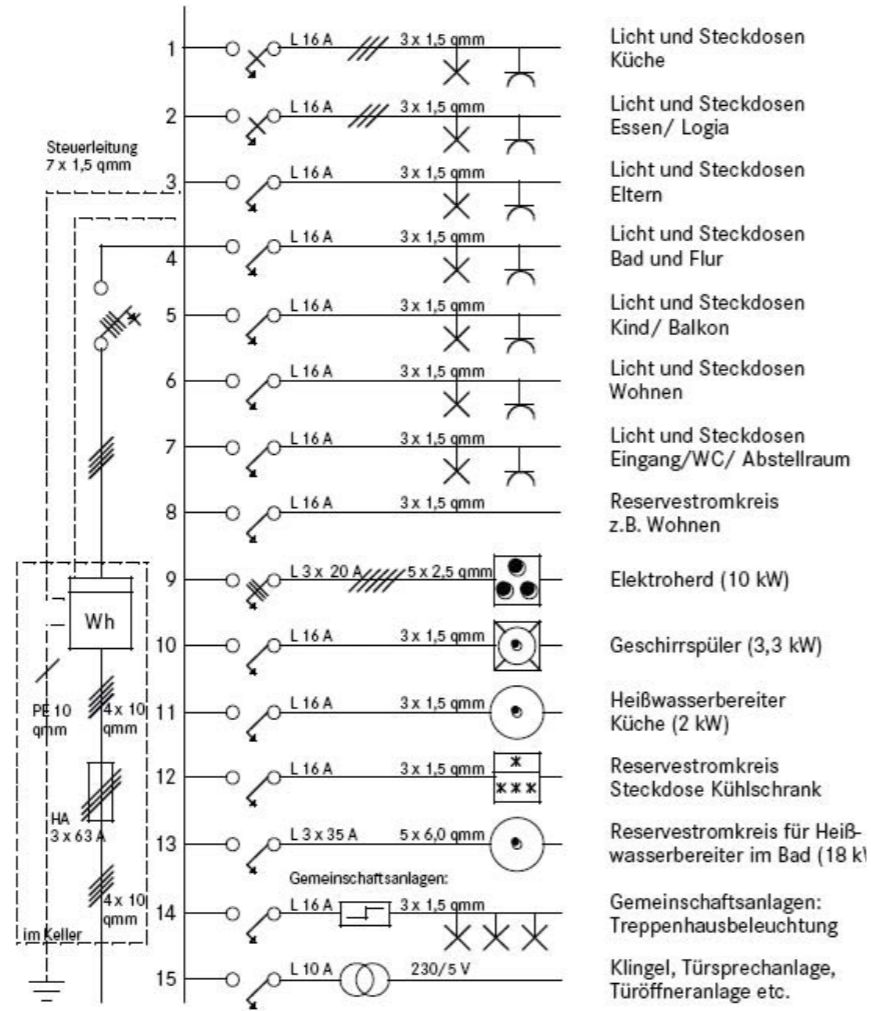 1
L 16 A
3 x 1,5 qmm
Licht und Steckdosen
Küche
2
L 16 A
3 x 1,5 qmm
Licht und Steckdosen
Essen/ Logia
Steuerleitung
7 x 1,5 qmm
3
L 16 A
3 x 1,5 qmm
Licht und Steckdosen
Eltern
4
L 16 A
3 x 1,5 qmm
Licht und Steckdosen
Bad und Flur
5
L 16 A
3 x 1,5 qmm
Licht und Steckdosen
Kind/ Balkon
6
L 16 A
3 x 1,5 qmm
Licht und Steckdosen
Wohnen
7
L 16 A
3 x 1,5 qmm
Licht und Steckdosen
Eingang/WC/ Abstellraum
8
L 16 A
3 x 1,5 qmm
Reservestromkreis
z.B. Wohnen
9
L 3 x 20 A
5 x 2,5 qmm
Elektroherd (10 kW)
Wh
10
L 16 A
3 x 1,5 qmm
Geschirrspüler (3,3 kW)
PE 10
qmm
4 x 10
qmm
11
L 16 A
3 x 1,5 qmm
Heißwasserbereiter
Küche (2 kW)
12
L 16 A
3 x 1,5 qmm
Reservestromkreis
Steckdose Kühlschrank
HA
3 x 63 A
13
L 3 x 35 A
5 x 6,0 qmm
Reservestromkreis für Heiß-
wasserbereiter im Bad (18 k
4 x 10
qmm
im Keller
Gemeinschaftsanlagen:
14
L 16 A
3 x 1,5 qmm
Gemeinschaftsanlagen:
Treppenhausbeleuchtung
15
L 10 A
230/5 V
Klingel, Türsprechanlage,
Türöffneranlage etc.